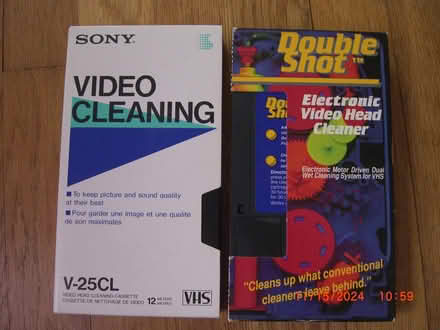 SONY
VIDEO
CLEANING
To keep picture and sound quality
at their best
Pour garder une image et une qualite
de son maximales
V-25CL
VIDEO HEAD CLEANING CASSETTE
CASSETTE DE NETTOYAGE DE VIDEO
12
VHS
Double
Shot™
Double
Shot
Electronic
Video Head
Cleaner
Electronic Motor Driven Dual
Wet Cleaning System for VHS
"Cleans up what conventional
cleaners leave behind."
/15/2024 10:59